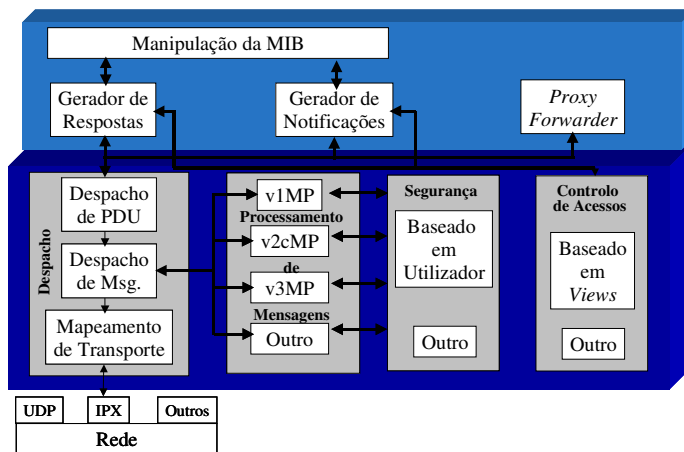 Manipulação da MIB
Gerador de
Respostas
Gerador de
Notificações
Proxy
Forwarder
Despacho
Despacho
de PDU
Despacho
de Msg.
Mapeamento
de Transporte
v1MP
Processamento
v2cMP
de
v3MP
Mensagens
Outro
Segurança
Baseado
em
Utilizador
Outro
Controlo
de Acessos
Baseado
em
Views
Outro
UDP
IPX
Outros
Rede